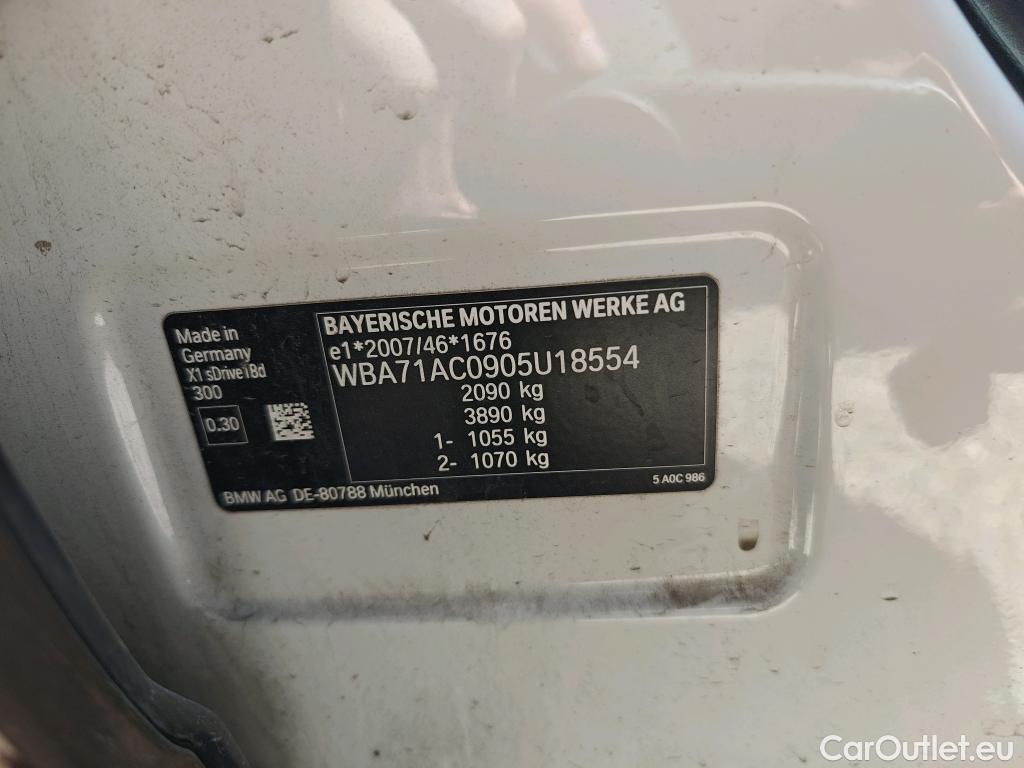 Made in
Germany
X1 sDrive18d
300
0.30
BAYERISCHE MOTOREN WERKE AG
e1*2007/46*1676
WBA71AC0905U18554
2090 kg
3890 kg
1- 1055 kg
2- 1070 kg
BMW AG DE-80788 München
5 A0C 986
CarOutlet.eu